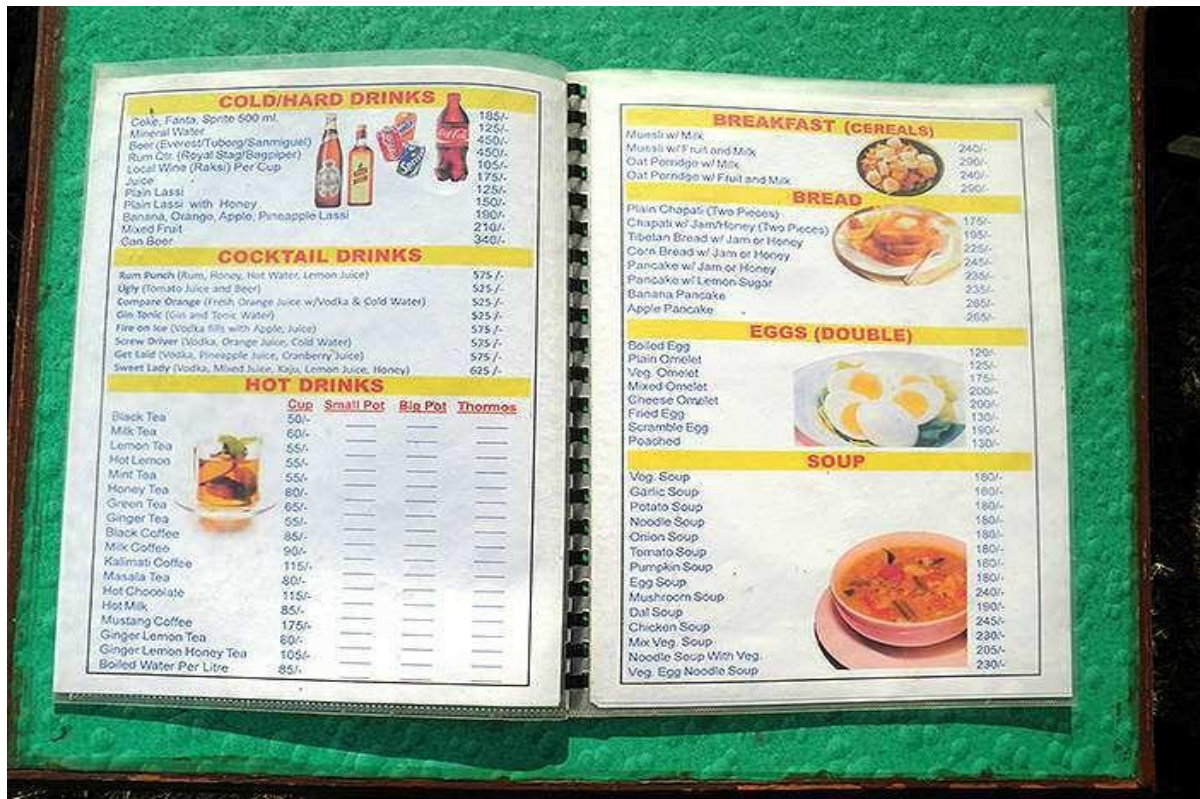 COLD/HARD DRINKS
Coke, Fanta, Sprite 500 ml. 185/-
Mineral Water 125/-
Beer (Everest/Tuborg/Sanmiguel) 450/-
Rum Qtr. (Royal Stag/Bagpiper) 450/-
Local Wine (Raksi) Per Cup 105/-
Juice 175/-
Plain Lassi 125/-
Plain Lassi with Honey 150/-
Banana, Orange, Apple, Pineapple Lassi 190/-
Mixed Fruit 210/-
Can Beer 340/-
COCKTAIL DRINKS
Rum Punch (Rum, Honey, Hot Water, Lemon Juice) 575 /-
Ugly (Tomato Juice and Beer) 525 /-
Compare Orange (Fresh Orange Juice w/Vodka & Cold Water) 525 /-
Gin Tonic (Gin and Tonic Water) 525 /-
Fire on Ice (Vodka fills with Apple, Juice) 575 /-
Screw Driver (Vodka, Orange Juice, Cold Water) 525 /-
Get Laid (Vodka, Pineapple Juice, Cranberry Juice) 575 /-
Sweet Lady (Vodka, Mixed Juice, Kaju, Lemon Juice, Honey) 625 /-
HOT DRINKS
Cup Small Pot Big Pot Thormos
Black Tea 50/-
Milk Tea 60/-
Lemon Tea 55/-
Hot Lemon 55/-
Mint Tea 55/-
Honey Tea 80/-
Green Tea 65/-
Ginger Tea 55/-
Black Coffee 85/-
Milk Coffee 90/-
Kalimati Coffee 115/-
Masala Tea 80/-
Hot Chocolate 115/-
Hot Milk 85/-
Mustang Coffee 175/-
Ginger Lemon Tea 80/-
Ginger Lemon Honey Tea 105/-
Boiled Water Per Litre 85/-
BREAKFAST (CEREALS)
Muesli w/ Milk 240/-
Muesli w/ Fruit and Milk 290/-
Oat Porridge w/ Milk 240/-
Oat Porridge w/ Fruit and Milk 290/-
BREAD
Plain Chapati (Two Pieces) 175/-
Chapati w/ Jam/Honey (Two Pieces) 195/-
Tibetan Bread w/ Jam or Honey 225/-
Corn Bread w/ Jam or Honey 245/-
Pancake w/ Jam or Honey 235/-
Pancake w/ Lemon Sugar 235/-
Banana Pancake 265/-
Apple Pancake 265/-
EGGS (DOUBLE)
Boiled Egg 120/-
Plain Omelet 125/-
Veg. Omelet 175/-
Mixed Omelet 200/-
Cheese Omelet 200/-
Fried Egg 130/-
Scramble Egg 190/-
Poached 130/-
SOUP
Veg. Soup 180/-
Garlic Soup 180/-
Potato Soup 180/-
Noodle Soup 180/-
Onion Soup 180/-
Tomato Soup 180/-
Pumpkin Soup 180/-
Egg Soup 180/-
Mushroom Soup 240/-
Dal Soup 190/-
Chicken Soup 245/-
Mix Veg. Soup 230/-
Noodle Soup With Veg. 205/-
Veg. Egg Noodle Soup 230/-